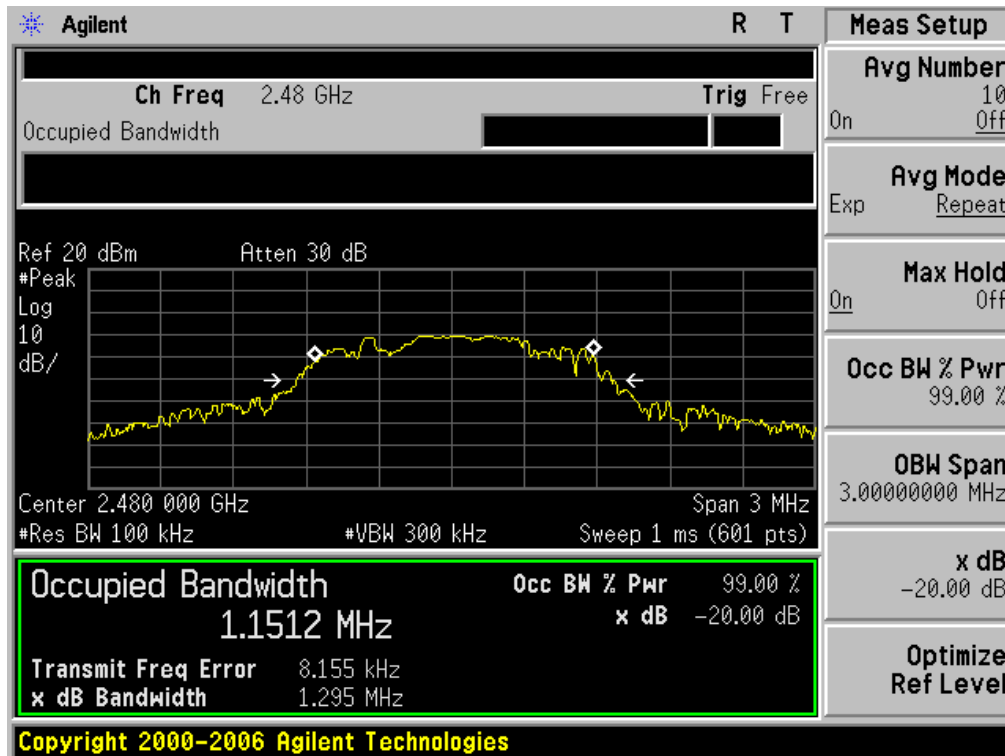 Agilent R T
Ch Freq 2.48 GHz Trig Free
Occupied Bandwidth
Ref 20 dBm Atten 30 dB
#Peak
Log
10
dB/
Center 2.480 000 GHz Span 3 MHz
#Res BW 100 kHz #VBW 300 kHz Sweep 1 ms (601 pts)
Occupied Bandwidth Occ BW % Pwr 99.00 %
1.1512 MHz x dB -20.00 dB
Transmit Freq Error 8.155 kHz
x dB Bandwidth 1.295 MHz
Meas Setup
Avg Number
10
On Off
Avg Mode
Exp Repeat
Max Hold
On Off
Occ BW % Pwr
99.00 %
OBW Span
3.00000000 MHz
x dB
-20.00 dB
Optimize
Ref Level
Copyright 2000-2006 Agilent Technologies